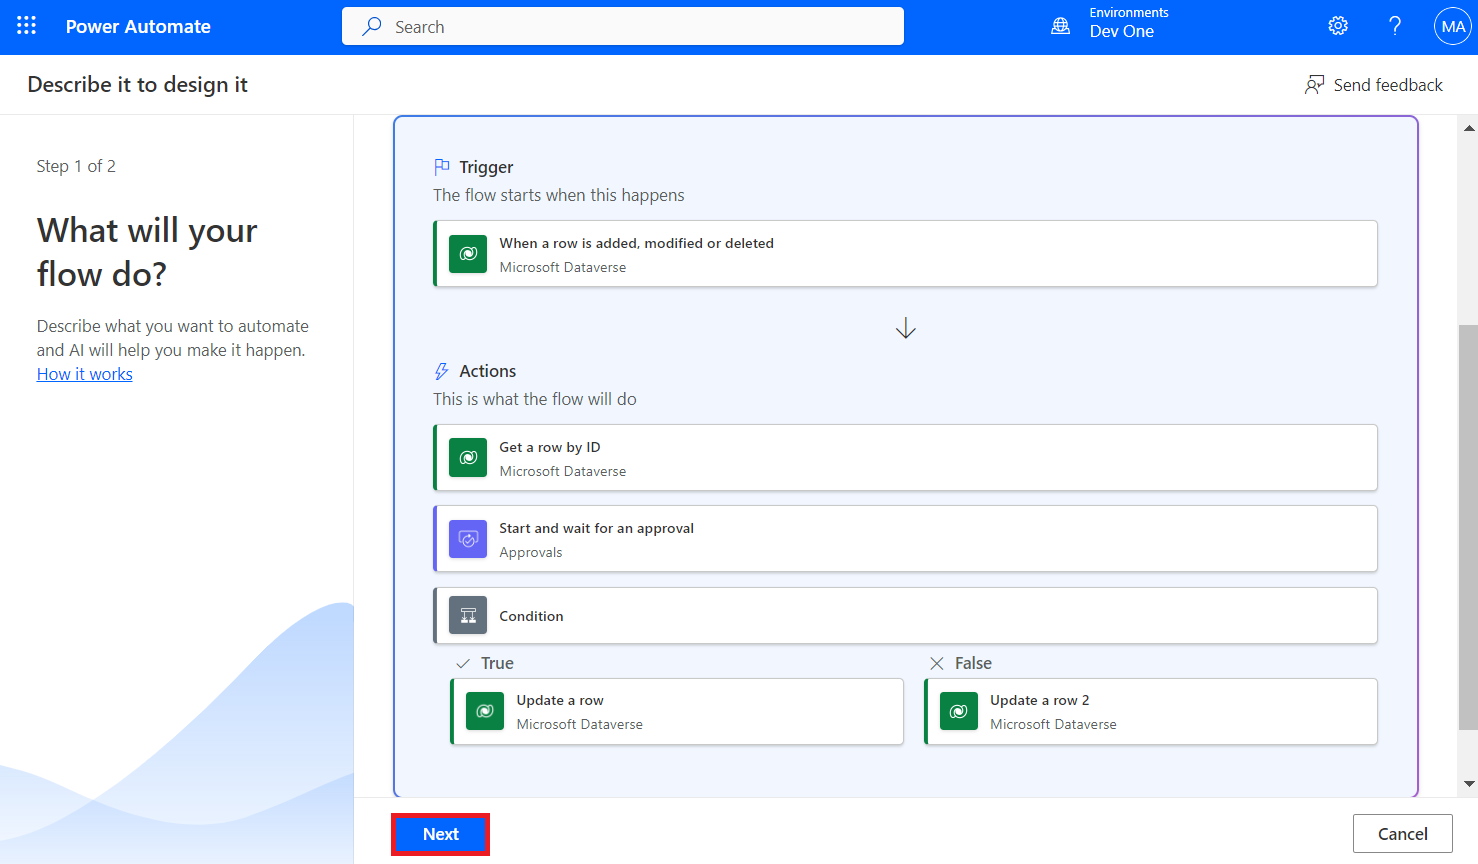 Power Automate
Search
Environments
Dev One
?
MA
Describe it to design it
Send feedback
Step 1 of 2
What will your
flow do?
Describe what you want to automate
and AI will help you make it happen.
How it works
Trigger
The flow starts when this happens
When a row is added, modified or deleted
Microsoft Dataverse
Actions
This is what the flow will do
Get a row by ID
Microsoft Dataverse
Start and wait for an approval
Approvals
Condition
True
Update a row
Microsoft Dataverse
False
Update a row 2
Microsoft Dataverse
Next
Cancel